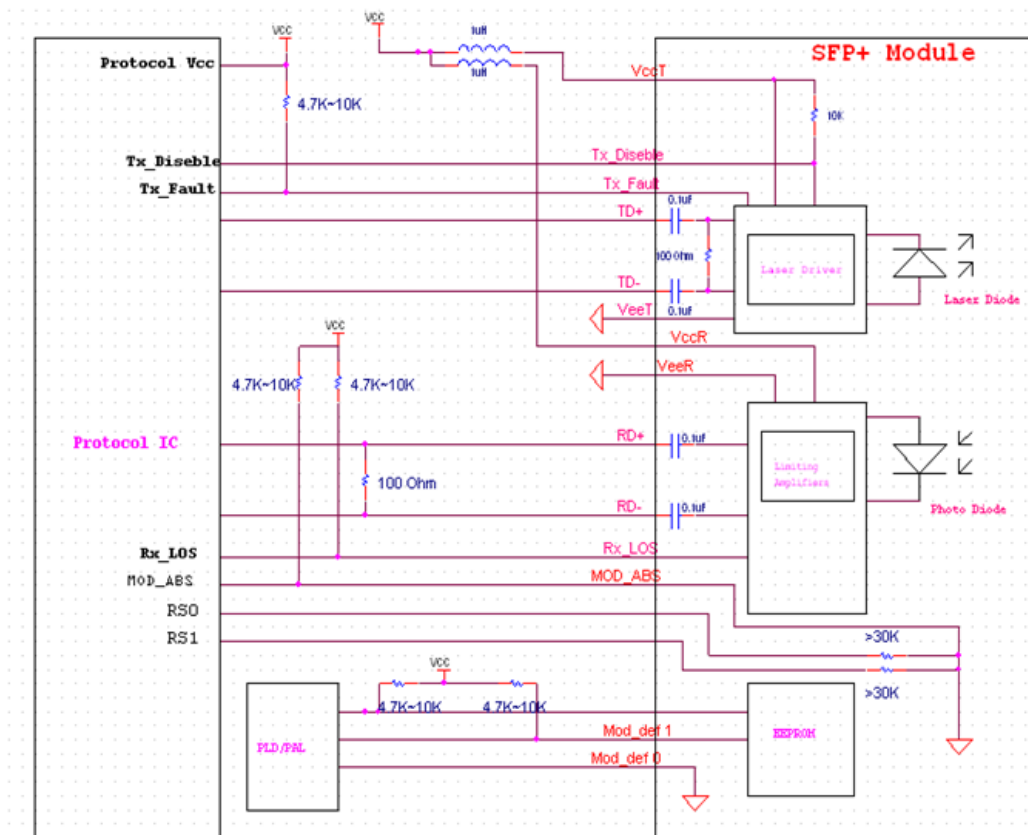 VCC
VCC
1uH
1uH
SFP+ Module
Protocol Vcc
VccT
4.7K~10K
10K
Tx_Diseble
Tx_Diseble
Tx_Fault
Tx_Fault
0.1uF
TD+
100 Ohm
Laser Driver
TD-
Laser Diode
0.1uF
VeeT
VCC
VccR
VeeR
4.7K~10K
4.7K~10K
Protocol IC
RD+
0.1uF
Limiting
Amplifiers
100 Ohm
RD-
0.1uF
Photo Diode
Rx_LOS
Rx_LOS
MOD_ABS
MOD_ABS
RS0
RS1
>30K
>30K
VCC
4.7K~10K
4.7K~10K
Mod_def 1
PLD/PAL
EEPROM
Mod_def 0